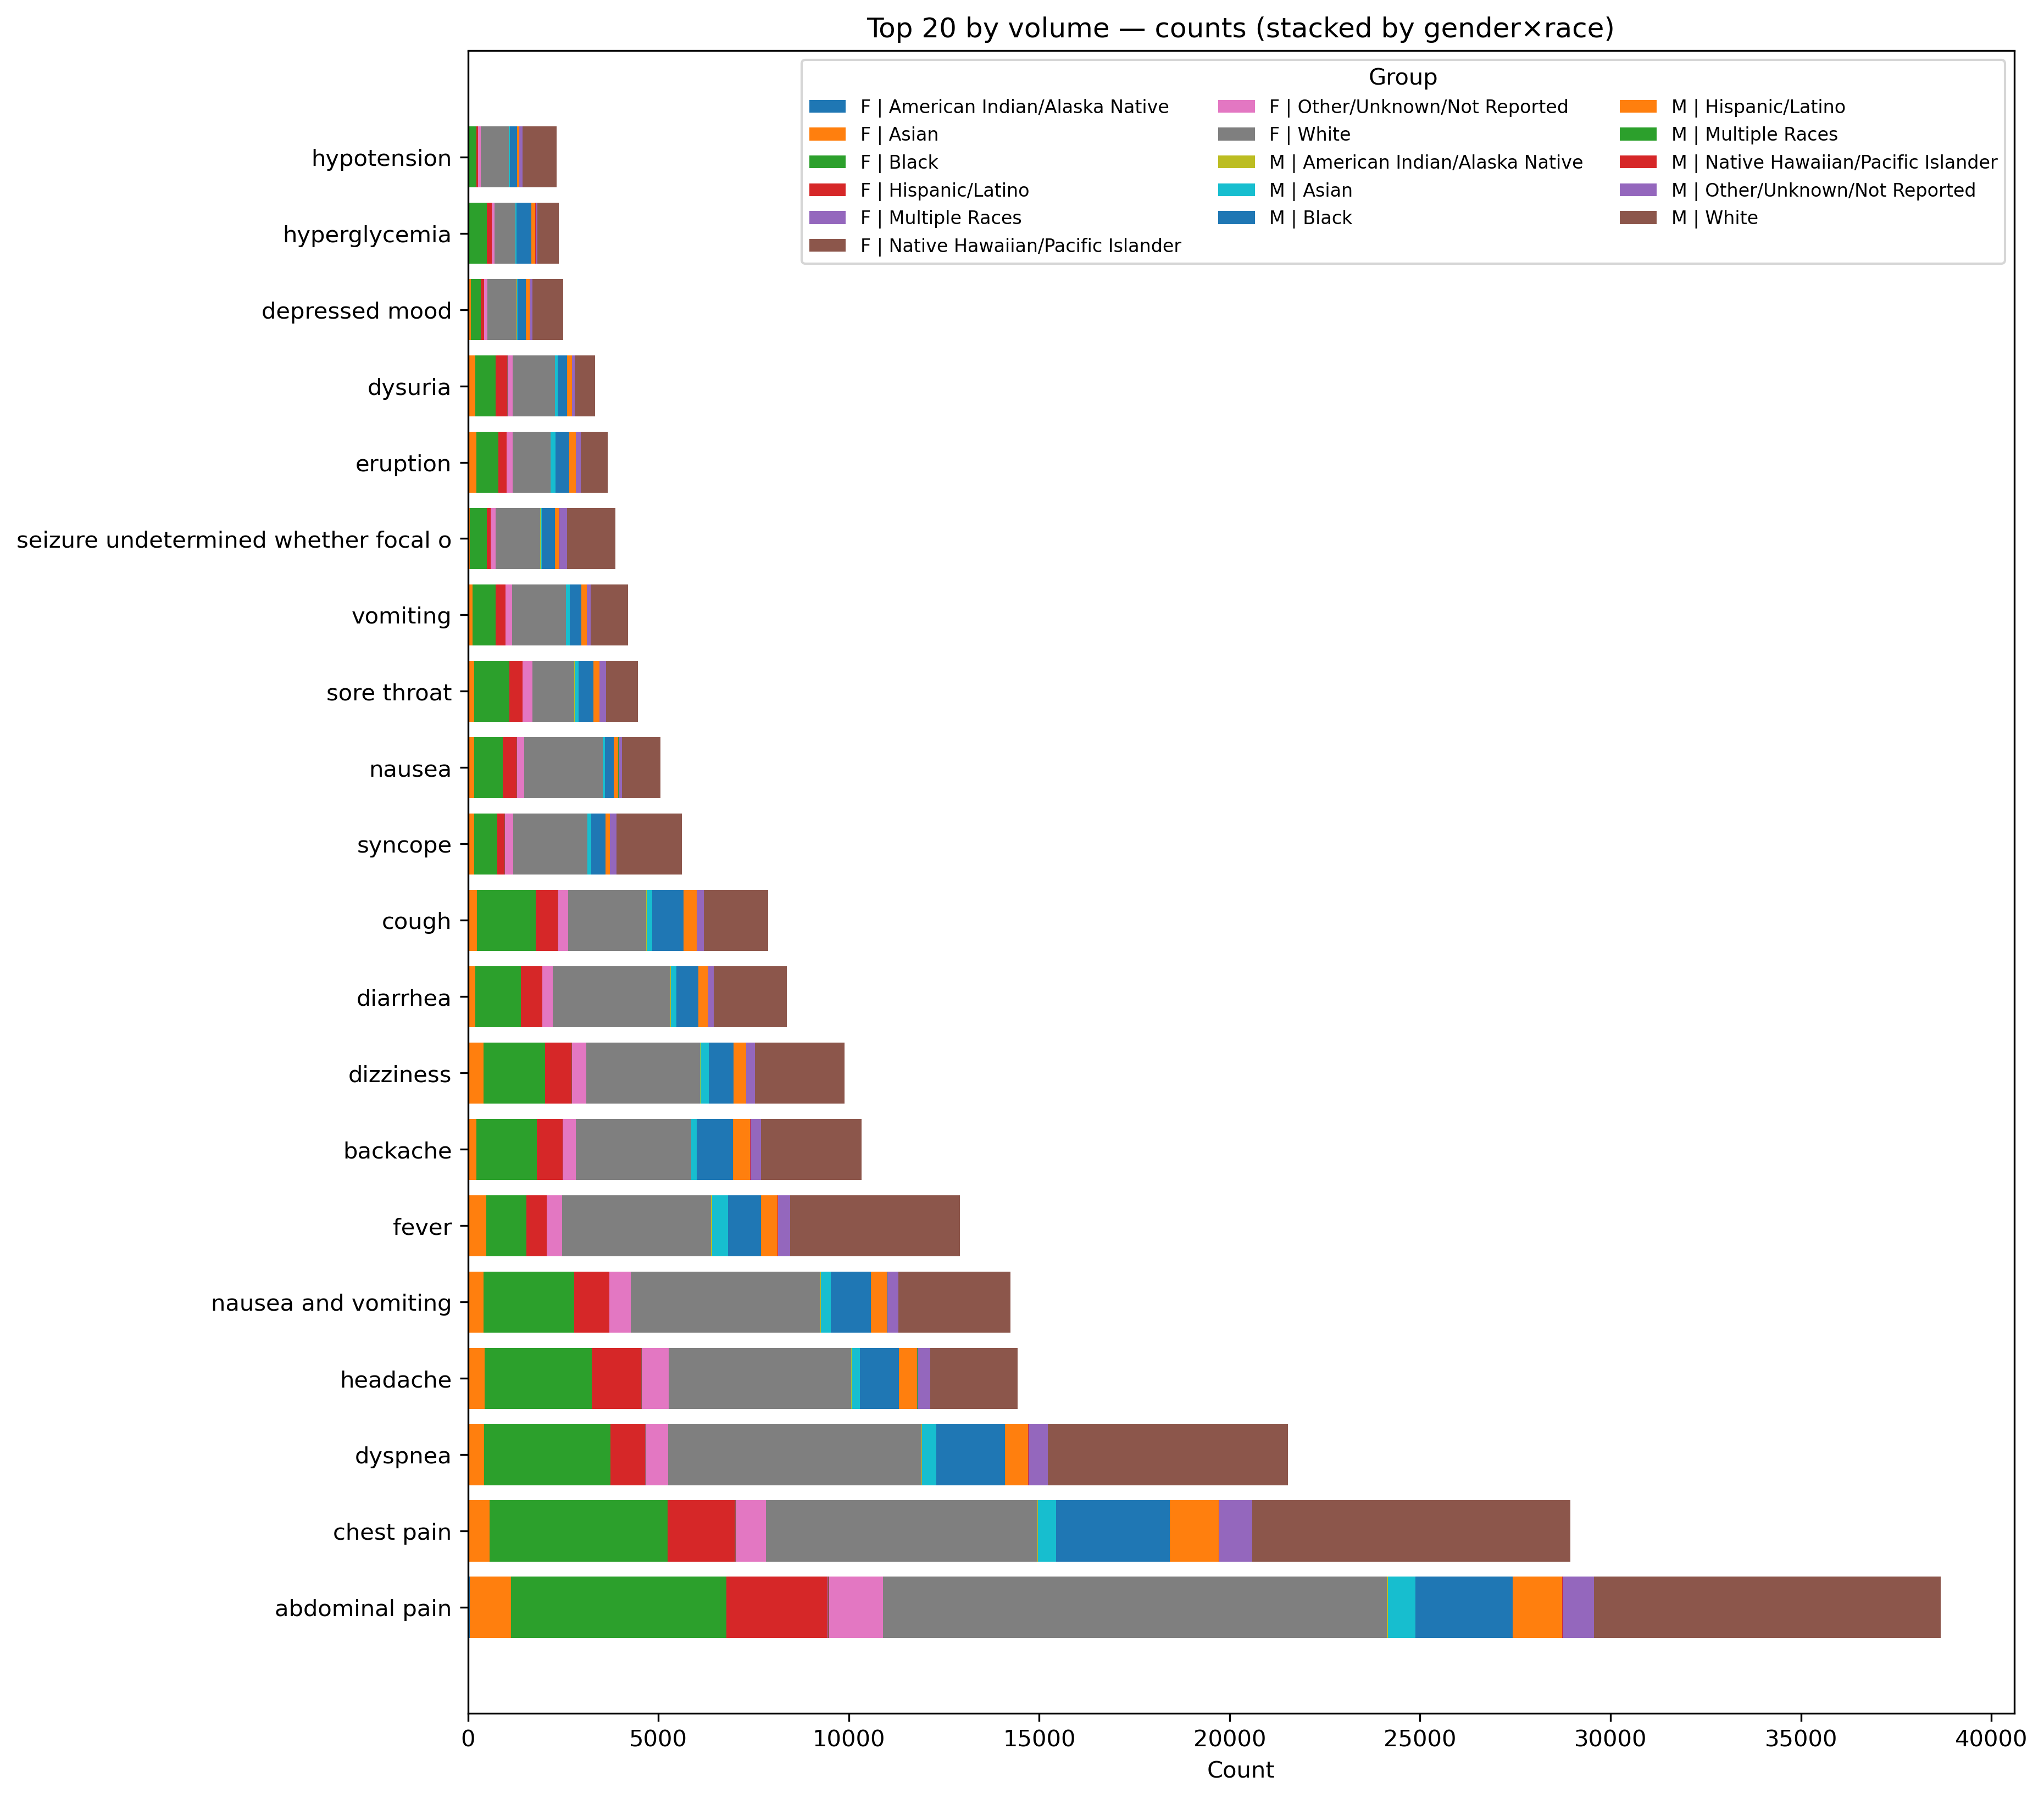 Top 20 by volume — counts (stacked by gender×race)
Group
F | American Indian/Alaska Native
F | Asian
F | Black
F | Hispanic/Latino
F | Multiple Races
F | Native Hawaiian/Pacific Islander
F | Other/Unknown/Not Reported
F | White
M | American Indian/Alaska Native
M | Asian
M | Black
M | Hispanic/Latino
M | Multiple Races
M | Native Hawaiian/Pacific Islander
M | Other/Unknown/Not Reported
M | White
hypotension
hyperglycemia
depressed mood
dysuria
eruption
seizure undetermined whether focal o
vomiting
sore throat
nausea
syncope
cough
diarrhea
dizziness
backache
fever
nausea and vomiting
headache
dyspnea
chest pain
abdominal pain
0 5000 10000 15000 20000 25000 30000 35000 40000
Count